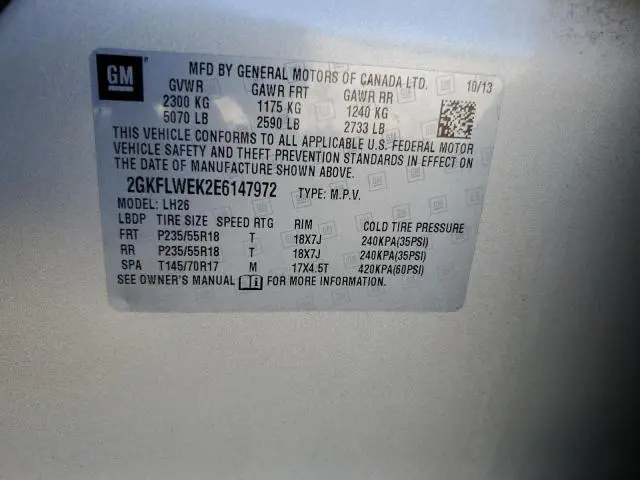 GM
MFD BY GENERAL MOTORS OF CANADA LTD. 10/13
GVWR GAWR FRT GAWR RR
2300 KG 1175 KG 1240 KG
5070 LB 2590 LB 2733 LB
THIS VEHICLE CONFORMS TO ALL APPLICABLE U.S. FEDERAL MOTOR
VEHICLE SAFETY AND THEFT PREVENTION STANDARDS IN EFFECT ON
THE DATE OF MANUFACTURE SHOWN ABOVE.
2GKFLWEK2E6147972 TYPE: M.P.V.
MODEL: LH26
LBDP TIRE SIZE SPEED RTG RIM COLD TIRE PRESSURE
FRT P235/55R18 T 18X7J 240KPA(35PSI)
RR P235/55R18 T 18X7J 240KPA(35PSI)
SPA T145/70R17 M 17X4.5T 420KPA(60PSI)
SEE OWNER'S MANUAL FOR MORE INFORMATION.